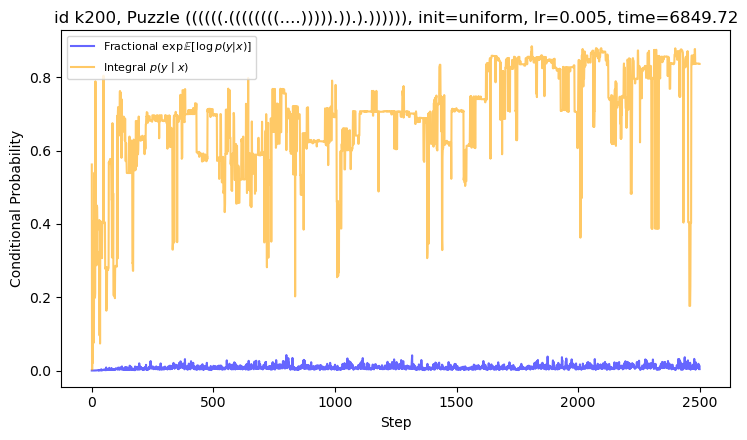 id k200, Puzzle ((((((.((((((((....))))).)).).)))))), init=uniform, lr=0.005, time=6849.72
Fractional exp 𝔼[log p(y|x)]
Integral p(y | x)
Conditional Probability
0.8
0.6
0.4
0.2
0.0
0 500 1000 1500 2000 2500
Step